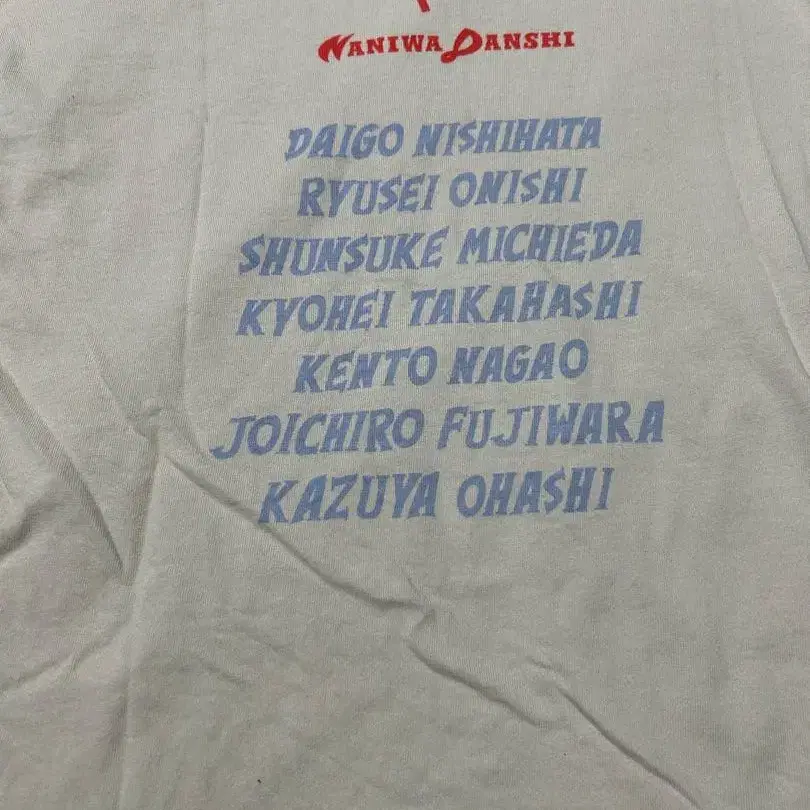 NANIWA DANSHI
DAIGO NISHIHATA
RYUSEI ONISHI
SHUNSUKE MICHIEDA
KYOHEI TAKAHASHI
KENTO NAGAO
JOICHIRO FUJIWARA
KAZUYA OHASHI